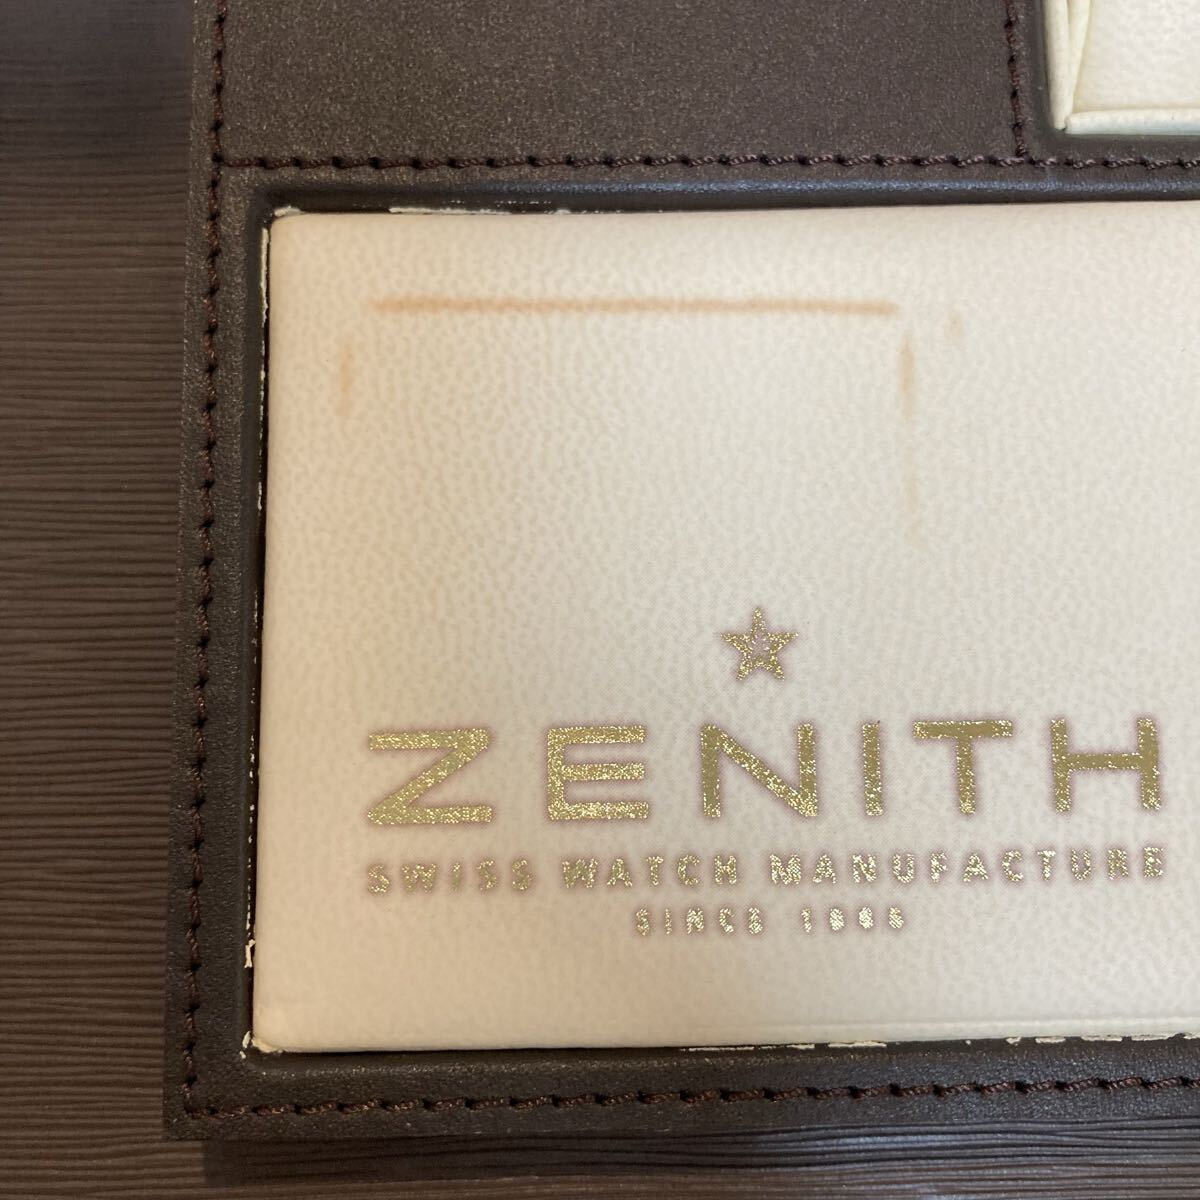 ZENITH
SWISS WATCH MANUFACTURE
SINCE 1865